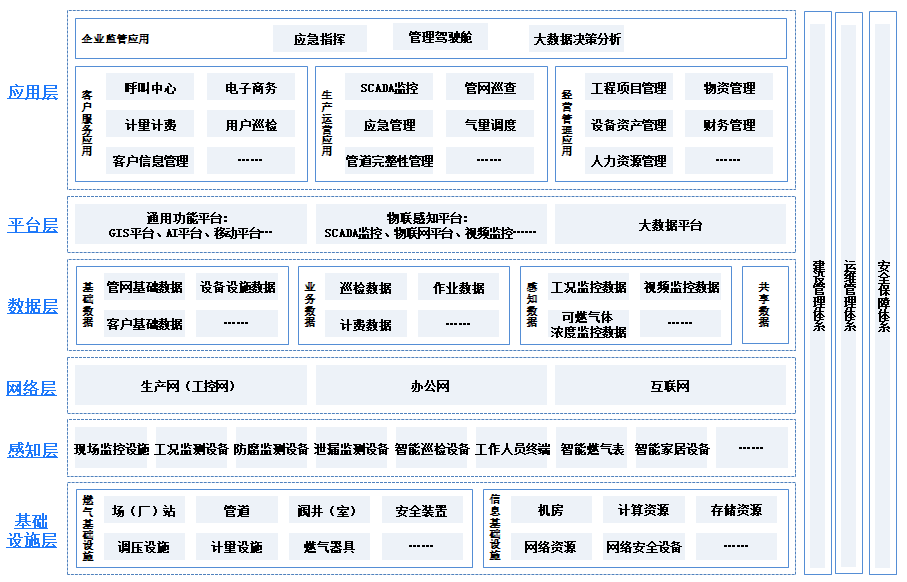 应用层
企业监管应用
应急指挥
管理驾驶舱
大数据决策分析
客户服务应用
呼叫中心
电子商务
计量计费
用户巡检
客户信息管理
······
生产运营应用
SCADA监控
管网巡查
应急管理
气量调度
管道完整性管理
······
经营管理应用
工程项目管理
物资管理
设备资产管理
财务管理
人力资源管理
······
平台层
通用功能平台：
GIS平台、AI平台、移动平台···
物联感知平台：
SCADA监控、物联网平台、视频监控······
大数据平台
数据层
基础数据
管网基础数据
设备设施数据
客户基础数据
······
业务数据
巡检数据
作业数据
计费数据
······
感知数据
工况监控数据
视频监控数据
可燃气体
浓度监控数据
······
共享数据
网络层
生产网（工控网）
办公网
互联网
感知层
现场监控设施
工况监测设备
防腐监测设备
泄漏监测设备
智能巡检设备
工作人员终端
智能燃气表
智能家居设备
······
基础
设施层
燃气基础设施
场（厂）站
管道
阀井（室）
安全装置
调压设施
计量设施
燃气器具
······
信息基础设施
机房
计算资源
存储资源
网络资源
网络安全设备
······
建设管理体系
运维管理体系
安全保障体系